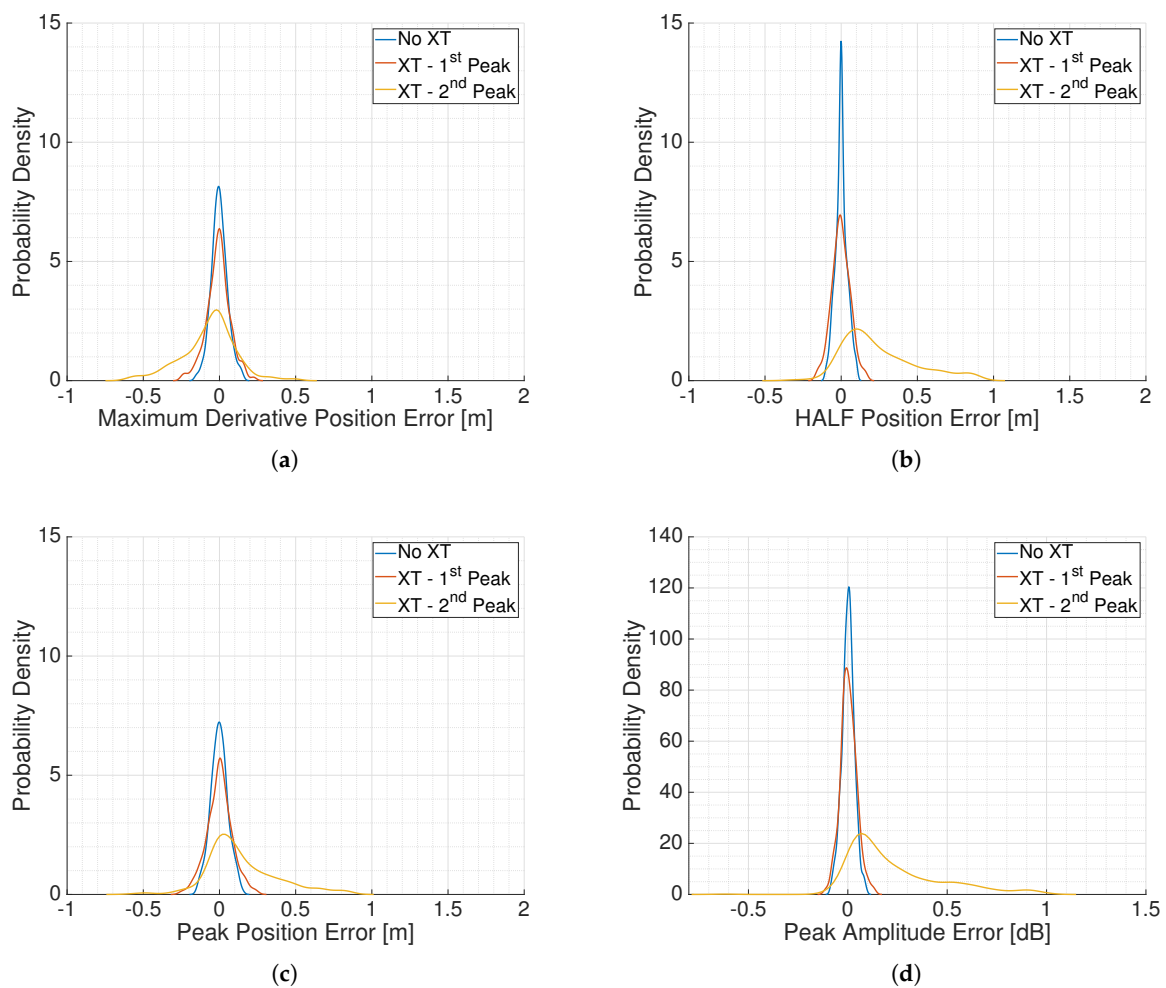 15
10
5
0
Probability Density
-1
-0.5
0
0.5
1
1.5
2
Maximum Derivative Position Error [m]
No XT
XT - 1st Peak
XT - 2nd Peak
(a)
15
10
5
0
Probability Density
-1
-0.5
0
0.5
1
1.5
2
HALF Position Error [m]
No XT
XT - 1st Peak
XT - 2nd Peak
(b)
15
10
5
0
Probability Density
-1
-0.5
0
0.5
1
1.5
2
Peak Position Error [m]
No XT
XT - 1st Peak
XT - 2nd Peak
(c)
140
120
100
80
60
40
20
0
Probability Density
-0.5
0
0.5
1
1.5
Peak Amplitude Error [dB]
No XT
XT - 1st Peak
XT - 2nd Peak
(d)